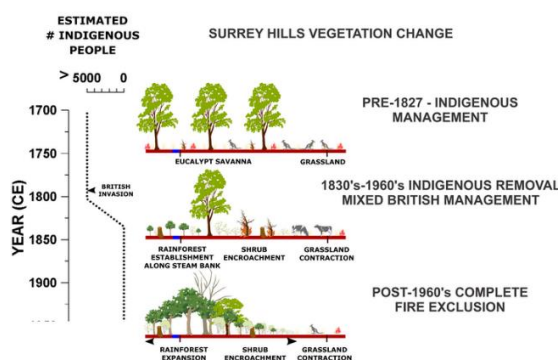 ESTIMATED
# INDIGENOUS
PEOPLE
> 5000
0
SURREY HILLS VEGETATION CHANGE
YEAR (CE)
1700
1750
1800
1850
1900
BRITISH
INVASION
PRE-1827 - INDIGENOUS
MANAGEMENT
EUCALYPT SAVANNA
GRASSLAND
1830's-1960's INDIGENOUS REMOVAL
MIXED BRITISH MANAGEMENT
RAINFOREST
ESTABLISHMENT
ALONG STEAM BANK
SHRUB
ENCROACHMENT
GRASSLAND
CONTRACTION
POST-1960's COMPLETE
FIRE EXCLUSION
RAINFOREST
EXPANSION
SHRUB
ENCROACHMENT
GRASSLAND
CONTRACTION